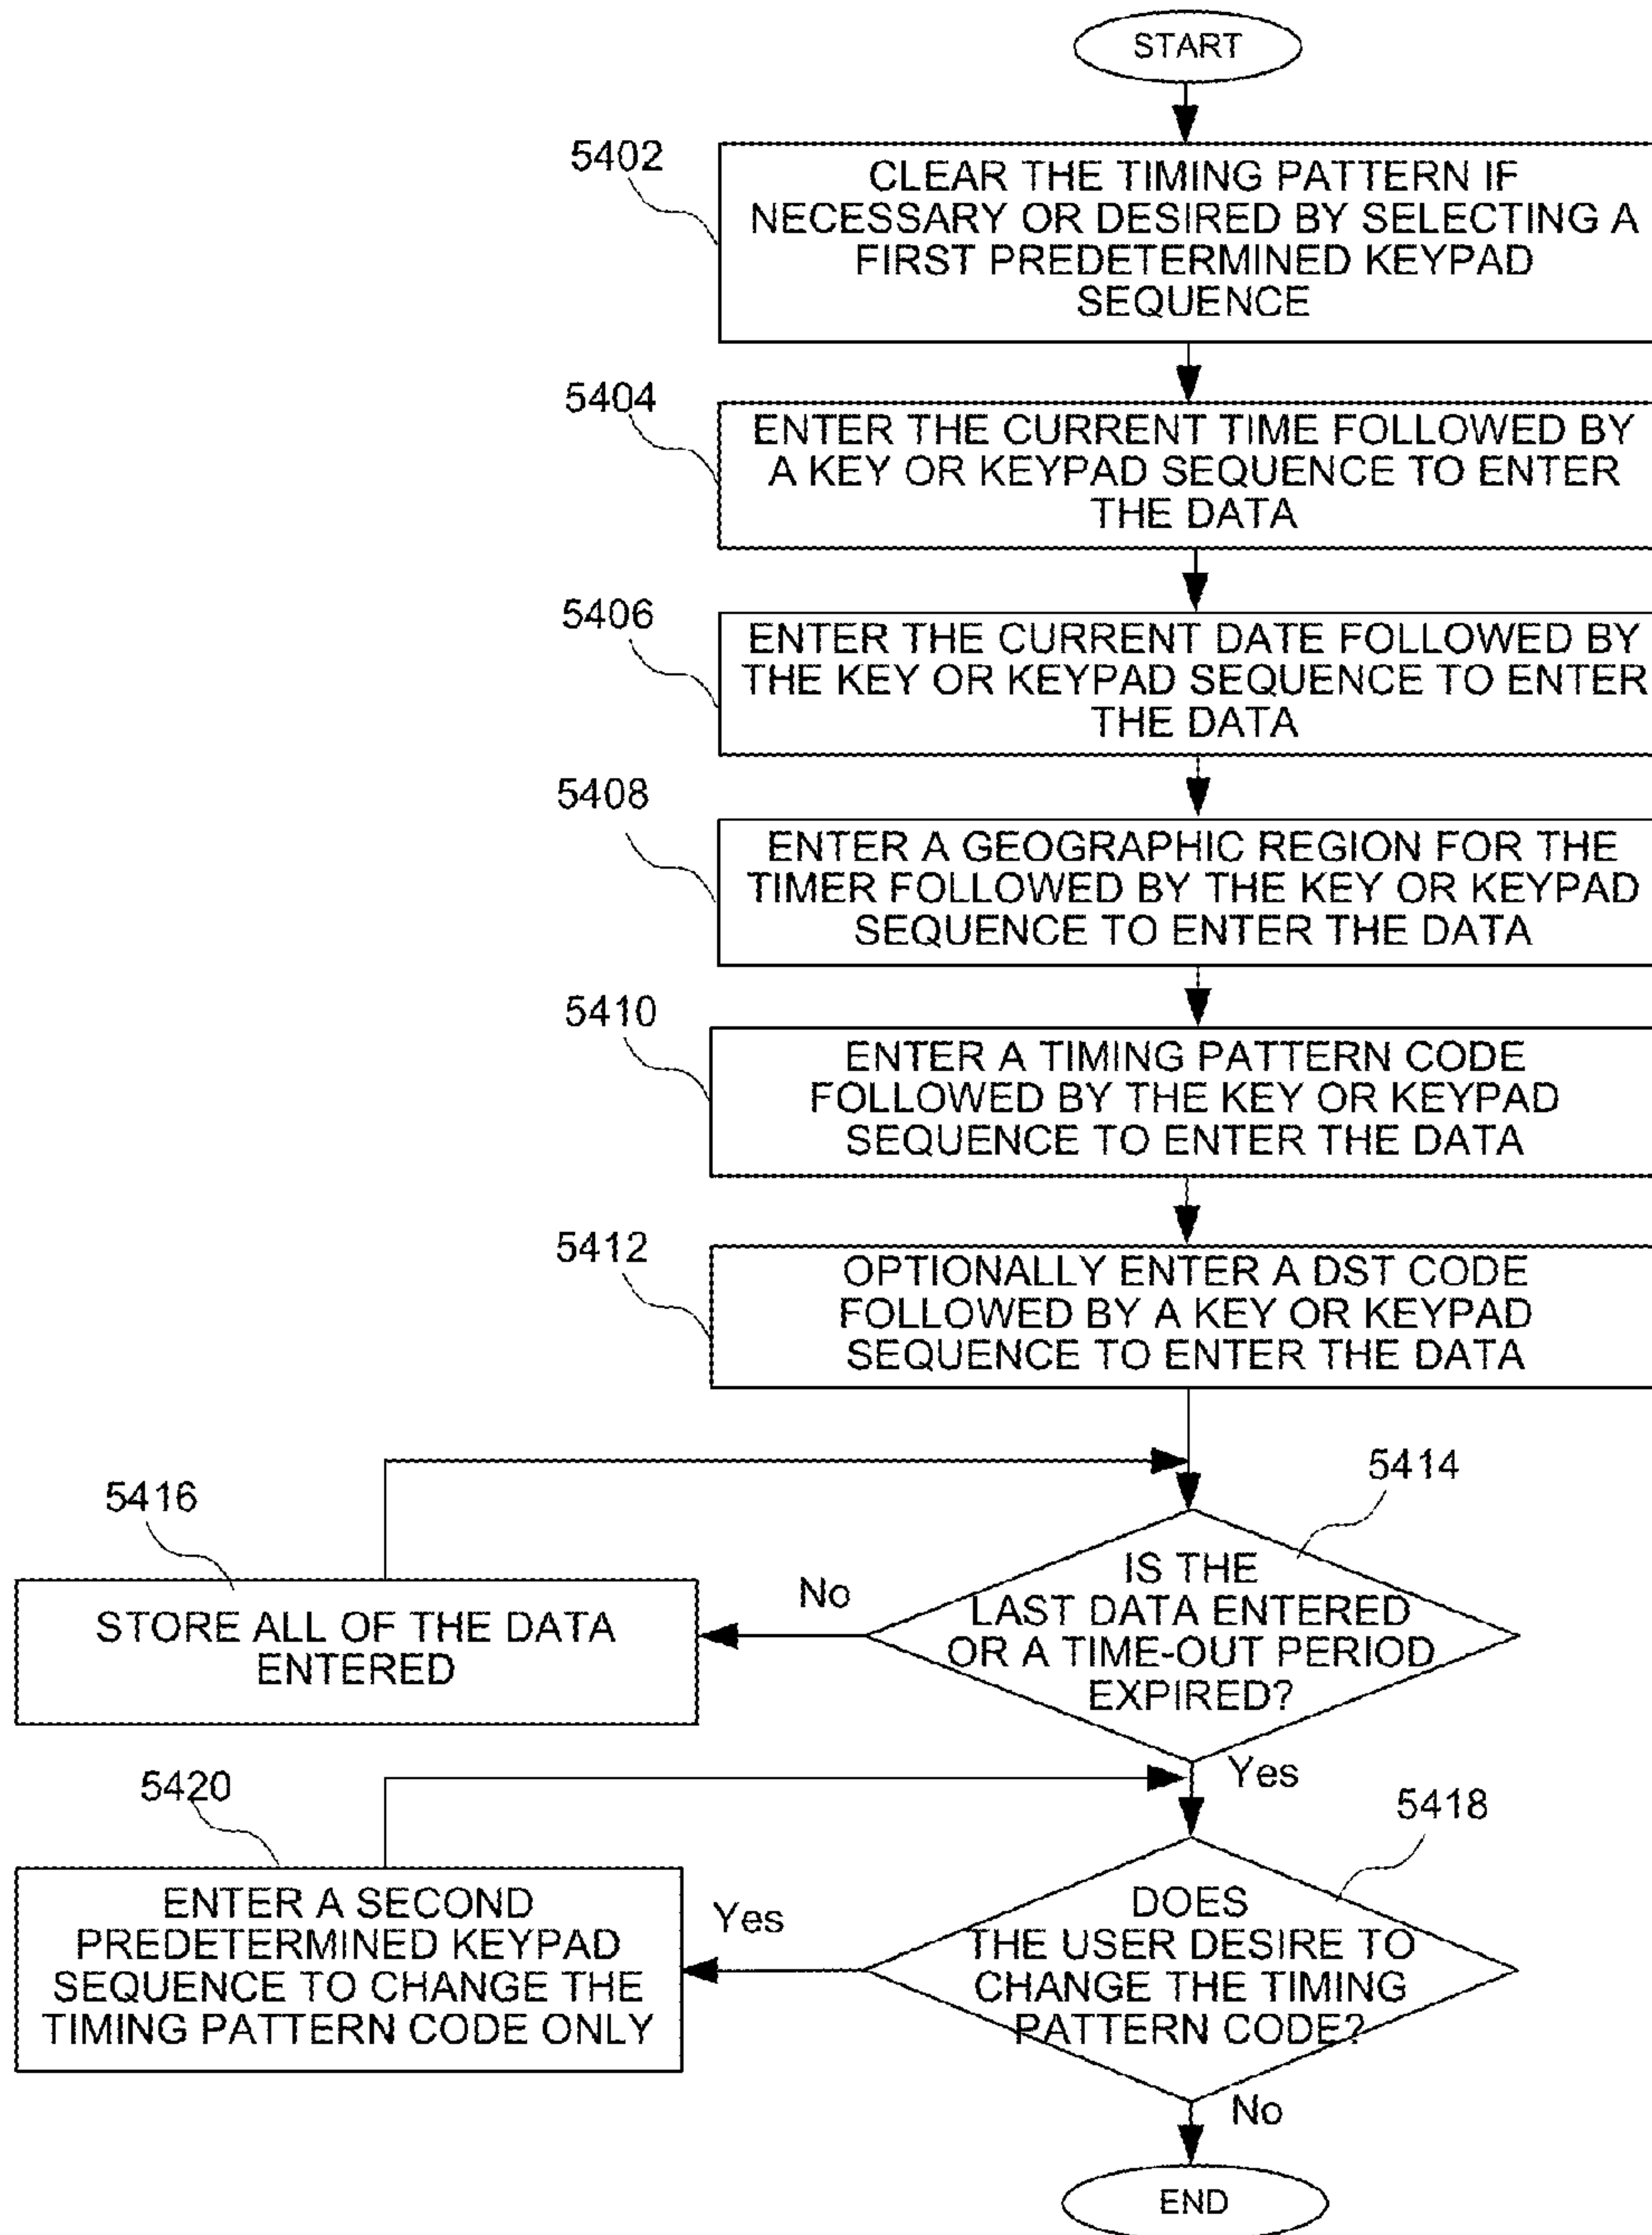 START
5402
CLEAR THE TIMING PATTERN IF
NECESSARY OR DESIRED BY SELECTING A
FIRST PREDETERMINED KEYPAD
SEQUENCE
5404
ENTER THE CURRENT TIME FOLLOWED BY
A KEY OR KEYPAD SEQUENCE TO ENTER
THE DATA
5406
ENTER THE CURRENT DATE FOLLOWED BY
THE KEY OR KEYPAD SEQUENCE TO ENTER
THE DATA
5408
ENTER A GEOGRAPHIC REGION FOR THE
TIMER FOLLOWED BY THE KEY OR KEYPAD
SEQUENCE TO ENTER THE DATA
5410
ENTER A TIMING PATTERN CODE
FOLLOWED BY THE KEY OR KEYPAD
SEQUENCE TO ENTER THE DATA
5412
OPTIONALLY ENTER A DST CODE
FOLLOWED BY A KEY OR KEYPAD
SEQUENCE TO ENTER THE DATA
5414
IS THE
LAST DATA ENTERED
OR A TIME-OUT PERIOD
EXPIRED?
No
5416
STORE ALL OF THE DATA
ENTERED
Yes
5418
DOES
THE USER DESIRE TO
CHANGE THE TIMING
PATTERN CODE?
Yes
5420
ENTER A SECOND
PREDETERMINED KEYPAD
SEQUENCE TO CHANGE THE
TIMING PATTERN CODE ONLY
No
END